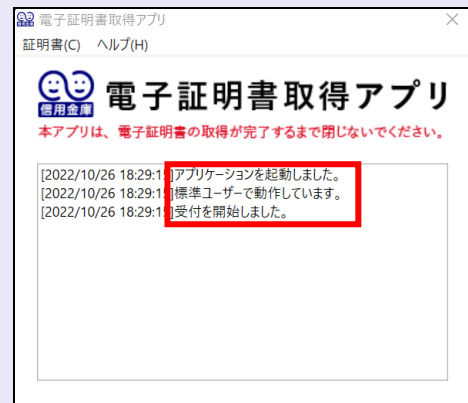 電子証明書取得アプリ
証明書(C) ヘルプ(H)
信用金庫 電子証明書取得アプリ
本アプリは、電子証明書の取得が完了するまで閉じないでください。
[2022/10/26 18:29:15]アプリケーションを起動しました。
[2022/10/26 18:29:15]標準ユーザーで動作しています。
[2022/10/26 18:29:15]受付を開始しました。